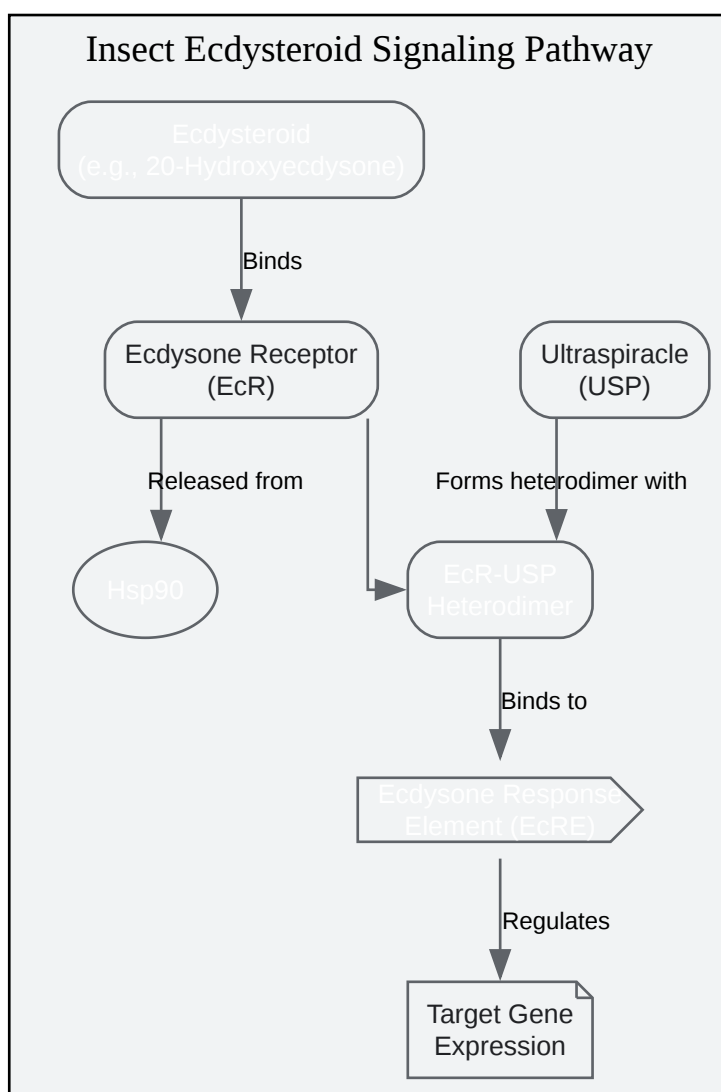 Insect Ecdysteroid Signaling Pathway
Ecdysteroid
(e.g., 20-Hydroxyecdysone)
Binds
Ecdysone Receptor
(EcR)
Ultraspiracle
(USP)
Released from
Forms heterodimer with
Hsp90
EcR-USP
Heterodimer
Binds to
Ecdysone Response
Element (EcRE)
Regulates
Target Gene
Expression